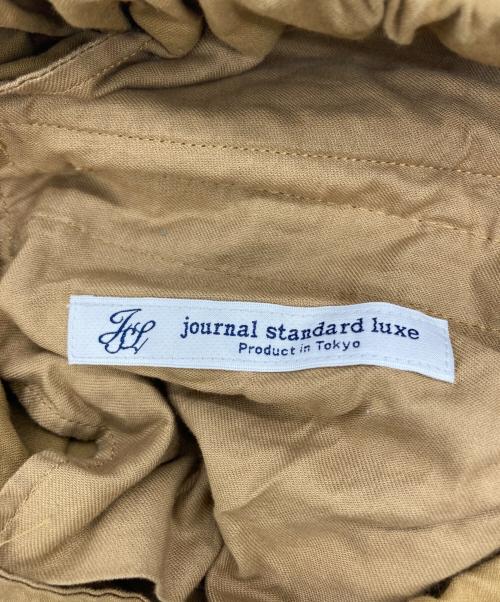 JSL
journal standard luxe
Product in Tokyo